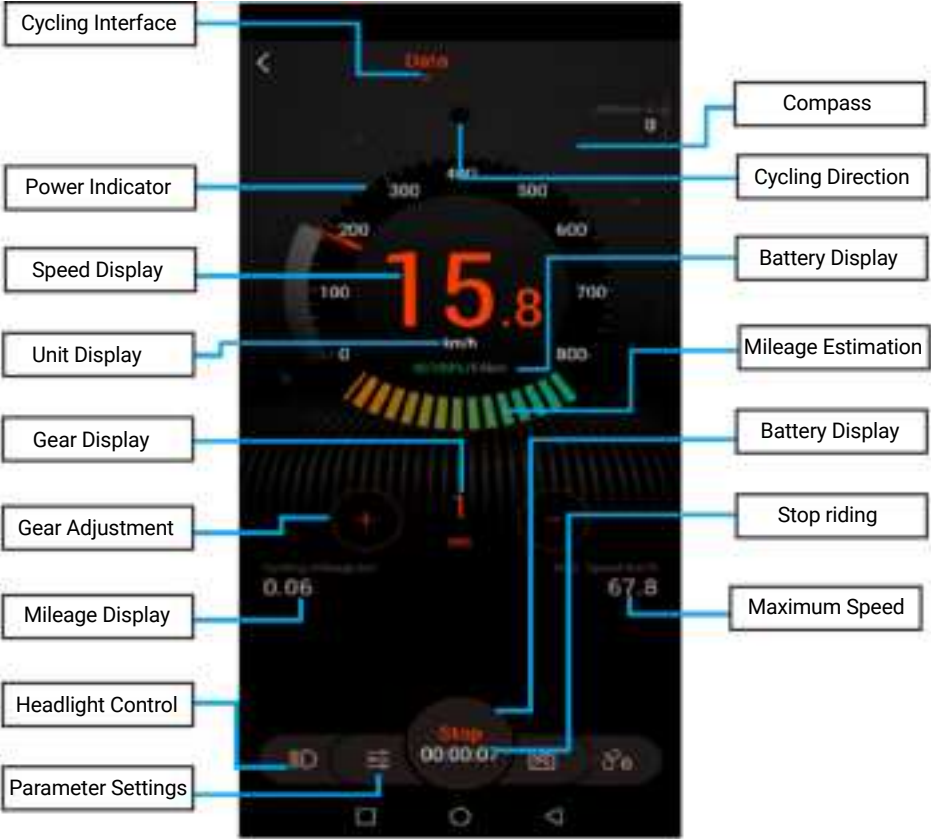 Cycling Interface
Data
Compass
8
Power Indicator
Cycling Direction
400
300
500
200
600
Speed Display
Battery Display
15.8
100
700
Unit Display
km/h
0
800
Mileage Estimation
Gear Display
Battery Display
1
Gear Adjustment
+
-
Stop riding
0.06
67.8
Mileage Display
Maximum Speed
Headlight Control
Stop
00:00:07
Parameter Settings